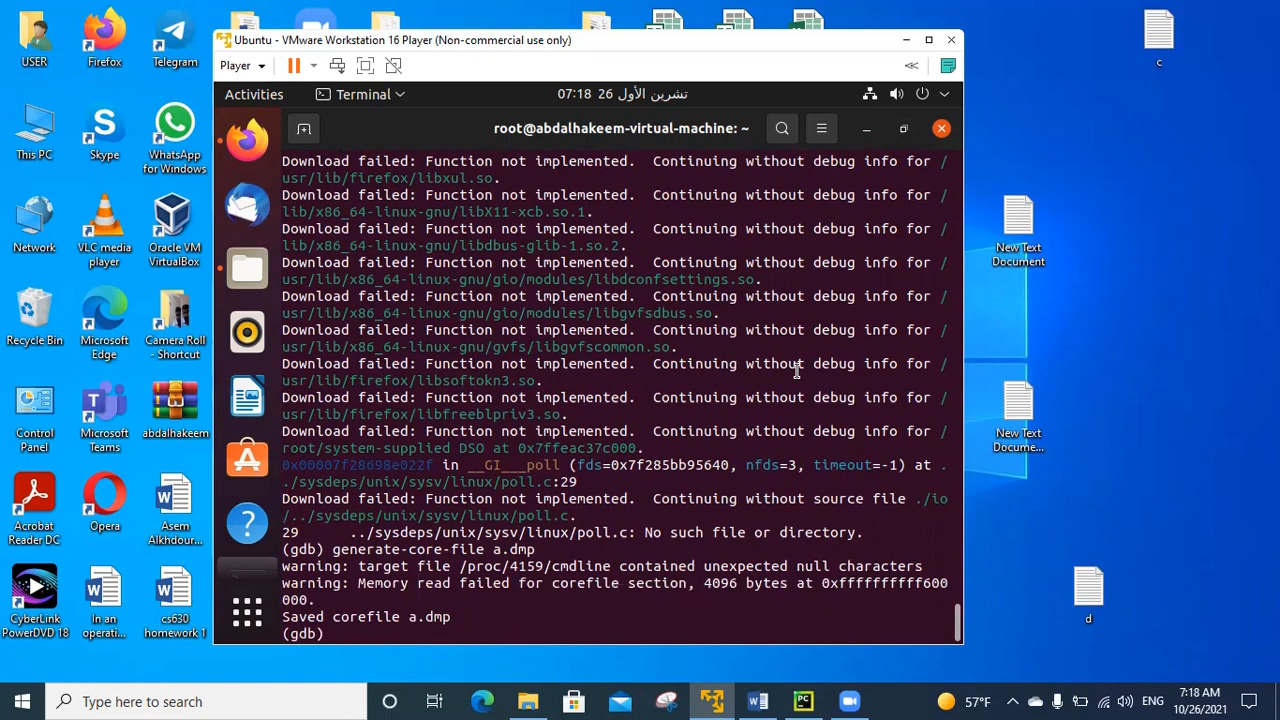 Ubuntu - VMware Workstation 16 Player (Non-commercial use only)
Player
Activities
Terminal
07:18 26 تشرين الأول
root@abdalhakeem-virtual-machine: ~
Download failed: Function not implemented.  Continuing without debug info for /
usr/lib/firefox/libxul.so.
Download failed: Function not implemented.  Continuing without debug info for /
lib/x86_64-linux-gnu/libX11-xcb.so.1.
Download failed: Function not implemented.  Continuing without debug info for /
lib/x86_64-linux-gnu/libdbus-glib-1.so.2.
Download failed: Function not implemented.  Continuing without debug info for /
usr/lib/x86_64-linux-gnu/gio/modules/libdconfsettings.so.
Download failed: Function not implemented.  Continuing without debug info for /
usr/lib/x86_64-linux-gnu/gio/modules/libgvfsdbus.so.
Download failed: Function not implemented.  Continuing without debug info for /
usr/lib/x86_64-linux-gnu/gvfs/libgvfscommon.so.
Download failed: Function not implemented.  Continuing without debug info for /
usr/lib/firefox/libsoftokn3.so.
Download failed: Function not implemented.  Continuing without debug info for /
usr/lib/firefox/libfreeblpriv3.so.
Download failed: Function not implemented.  Continuing without debug info for /
root/system-supplied DSO at 0x7ffeac37c000.
0x00007f28698e022f in __GI___poll (fds=0x7f285bb95640, nfds=3, timeout=-1) at .
./sysdeps/unix/sysv/linux/poll.c:29
Download failed: Function not implemented.  Continuing without source file ./io
/../sysdeps/unix/sysv/linux/poll.c.
29      ../sysdeps/unix/sysv/linux/poll.c: No such file or directory.
(gdb) generate-core-file a.dmp
warning: target file /proc/4159/cmdline contained unexpected null characters
warning: Memory read failed for corefile section, 4096 bytes at 0xffffffffff600
000.
Saved corefile a.dmp
(gdb)
USER
Firefox
Telegram
This PC
Skype
WhatsApp
for Windows
Network
VLC media
player
Oracle VM
VirtualBox
Recycle Bin
Microsoft
Edge
Camera Roll
- Shortcut
Control
Panel
Microsoft
Teams
abdalhakeem
Acrobat
Reader DC
Opera
Asem
Alkhdour...
CyberLink
PowerDVD 18
In an
operati...
cs630
homework 1
c
New Text
Document
New Text
Docume...
d
Type here to search
57°F
ENG
7:18 AM
10/26/2021